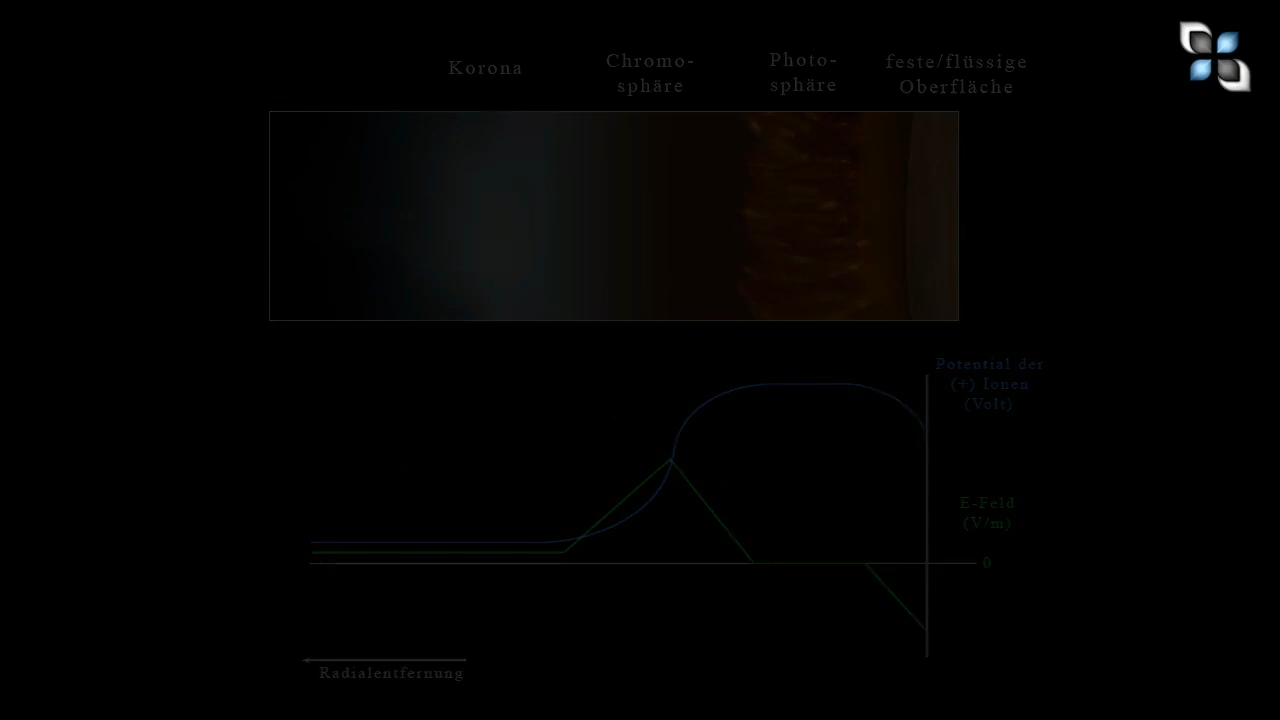 Korona
Chromo-
sphäre
Photo-
sphäre
feste/flüssige
Oberfläche
Potential der
(+) Ionen
(Volt)
E-Feld
(V/m)
0
Radialentfernung